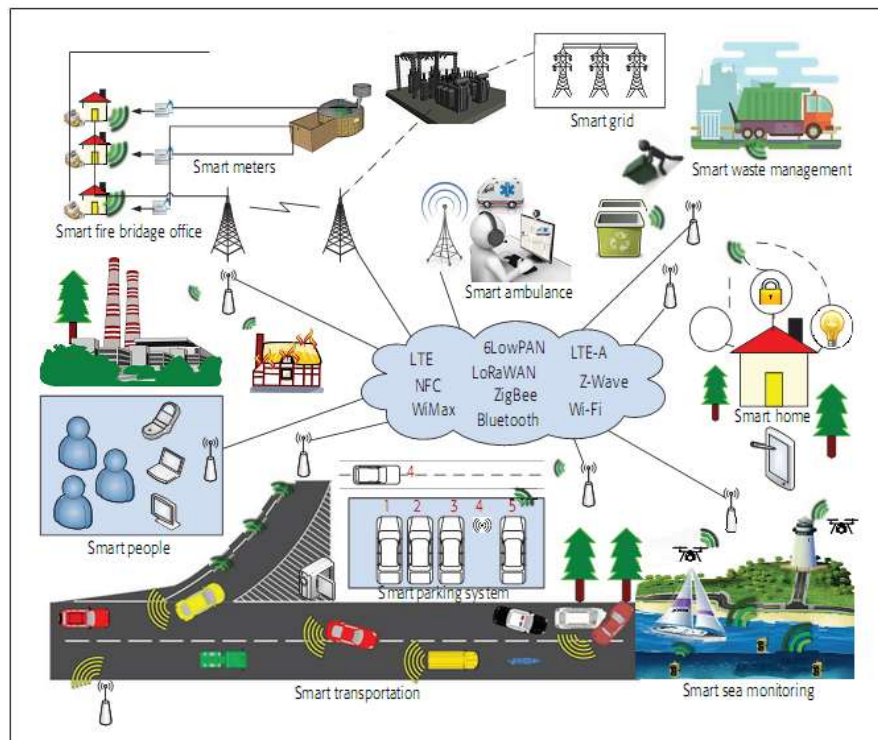 Smart grid
Smart meters
Smart waste management
Smart fire bridage office
Smart ambulance
LTE
6LowPAN
LTE-A
NFC
LoRaWAN
Z-Wave
ZigBee
WiMax
Bluetooth
Wi-Fi
Smart home
4
1 2 3 4 5
Smart people
Smart parking system
Smart transportation
Smart sea monitoring